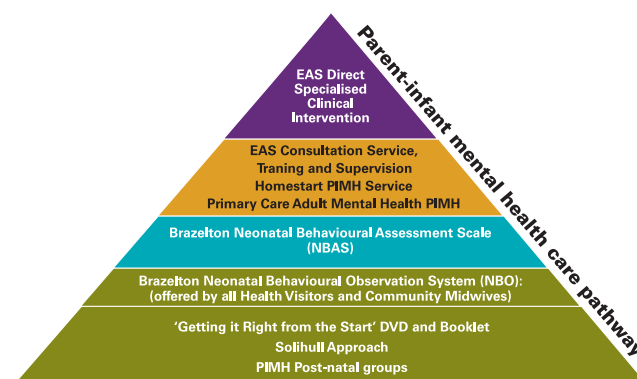 EAS Direct
Specialised
Clinical
Intervention
EAS Consultation Service,
Traning and Supervision
Homestart PIMH Service
Primary Care Adult Mental Health PIMH
Brazelton Neonatal Behavioural Assessment Scale
(NBAS)
Brazelton Neonatal Behavioural Observation System (NBO):
(offered by all Health Visitors and Community Midwives)
‘Getting it Right from the Start’ DVD and Booklet
Solihull Approach
PIMH Post-natal groups
Parent-infant mental health care pathway